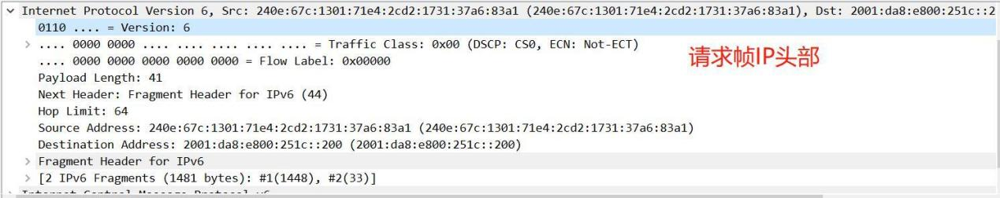 Internet Protocol Version 6, Src: 240e:67c:1301:71e4:2cd2:1731:37a6:83a1 (240e:67c:1301:71e4:2cd2:1731:37a6:83a1), Dst: 2001:da8:e800:251c::2
0110 .... = Version: 6
.... 0000 0000 .... .... .... .... .... = Traffic Class: 0x00 (DSCP: CS0, ECN: Not-ECT)
.... 0000 0000 0000 0000 0000 = Flow Label: 0x00000
请求帧IP头部
Payload Length: 41
Next Header: Fragment Header for IPv6 (44)
Hop Limit: 64
Source Address: 240e:67c:1301:71e4:2cd2:1731:37a6:83a1 (240e:67c:1301:71e4:2cd2:1731:37a6:83a1)
Destination Address: 2001:da8:e800:251c::200 (2001:da8:e800:251c::200)
Fragment Header for IPv6
[2 IPv6 Fragments (1481 bytes): #1(1448), #2(33)]
Internet Control Message Protocol v6